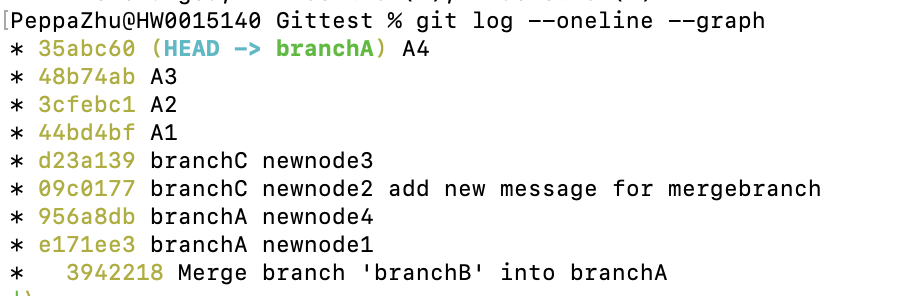 [PeppaZhu@HW0015140 Gittest % git log --oneline --graph
* 35abc60 (HEAD -> branchA) A4
* 48b74ab A3
* 3cfebc1 A2
* 44bd4bf A1
* d23a139 branchC newnode3
* 09c0177 branchC newnode2 add new message for mergebranch
* 956a8db branchA newnode4
* e171ee3 branchA newnode1
*   3942218 Merge branch 'branchB' into branchA